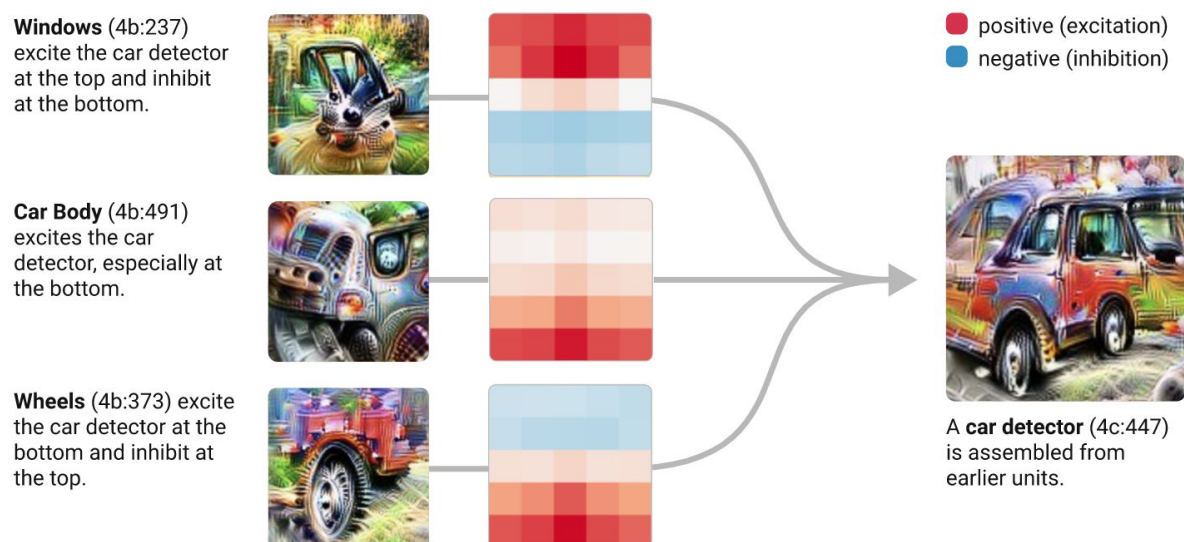 Windows (4b:237)
excite the car detector
at the top and inhibit
at the bottom.
positive (excitation)
negative (inhibition)
Car Body (4b:491)
excites the car
detector, especially at
the bottom.
Wheels (4b:373) excite
the car detector at the
bottom and inhibit at
the top.
A car detector (4c:447)
is assembled from
earlier units.